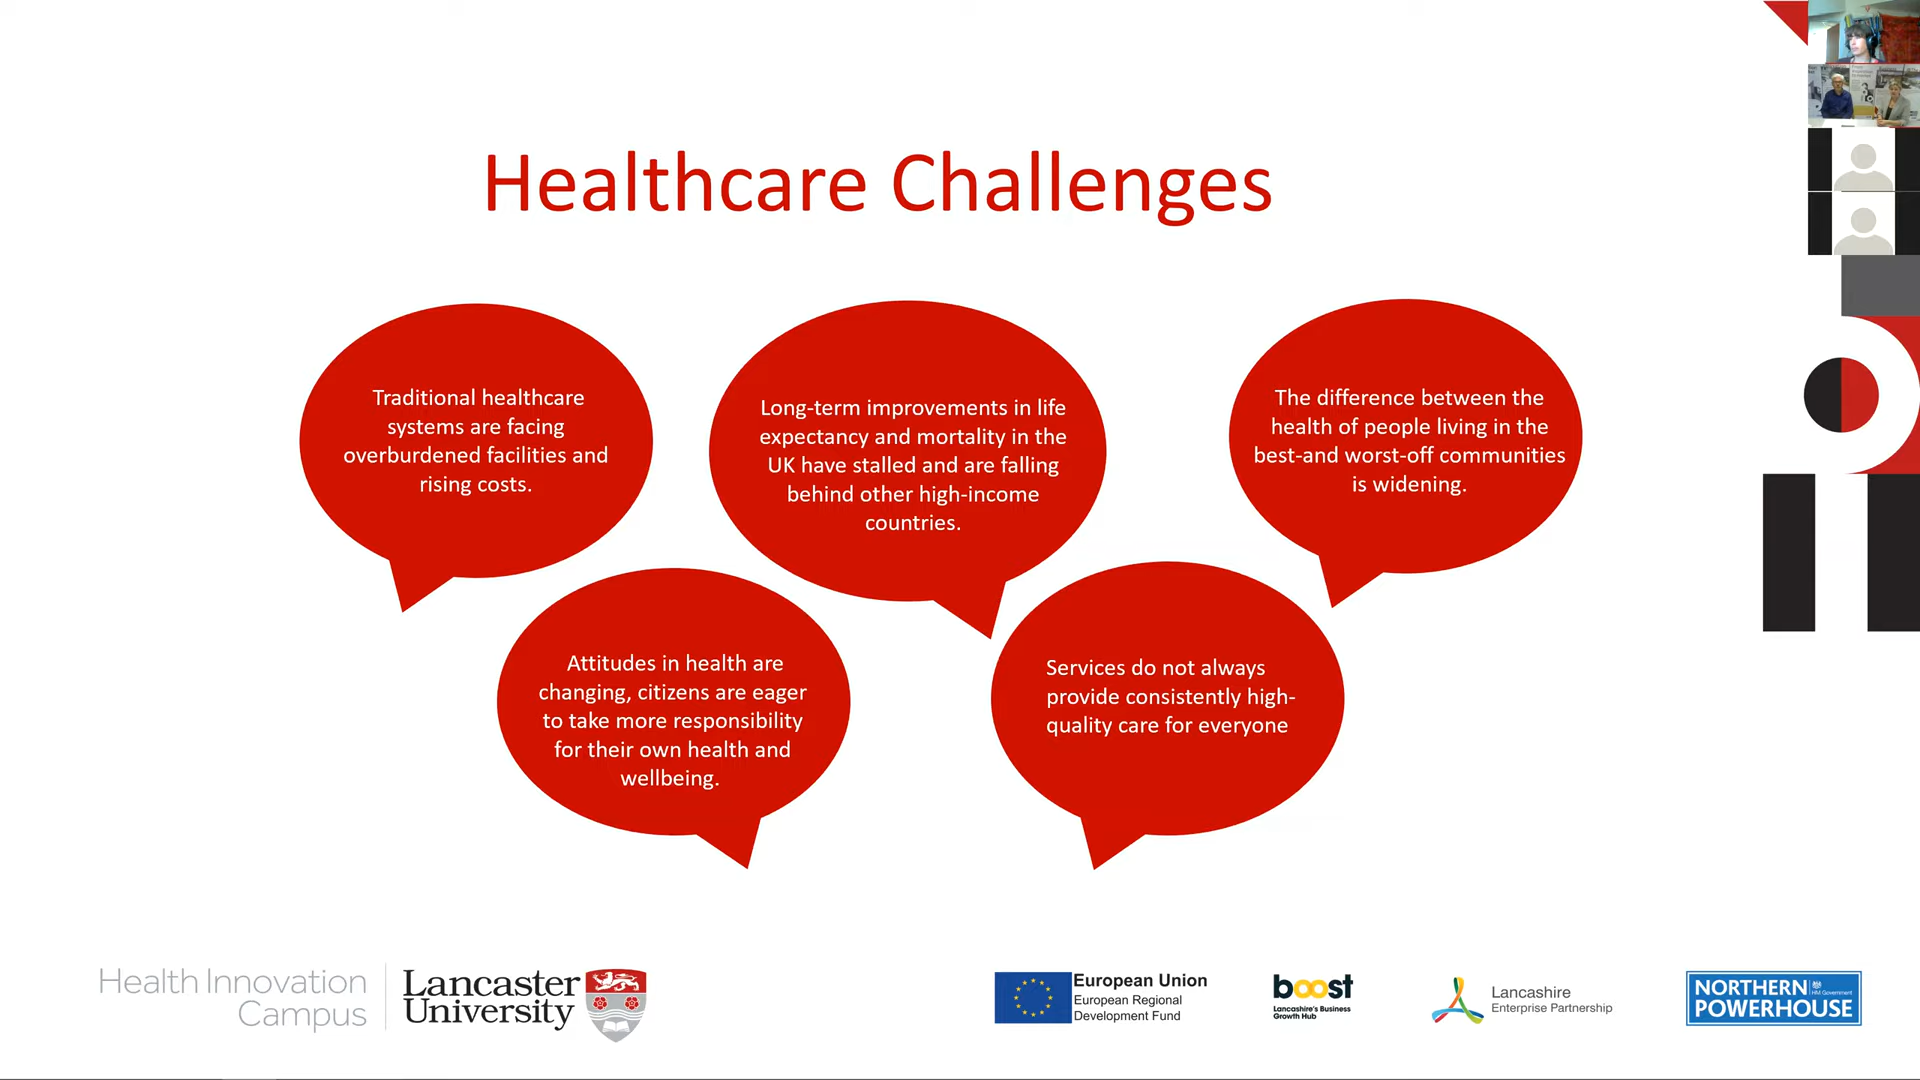 Healthcare Challenges
Traditional healthcare
systems are facing
overburdened facilities and
rising costs.
Long-term improvements in life
expectancy and mortality in the
UK have stalled and are falling
behind other high-income
countries.
The difference between the
health of people living in the
best-and worst-off communities
is widening.
Attitudes in health are
changing, citizens are eager
to take more responsibility
for their own health and
wellbeing.
Services do not always
provide consistently high-
quality care for everyone
Health Innovation
Campus
Lancaster
University
European Union
European Regional
Development Fund
boost
Lancashire's Business
Growth Hub
Lancashire
Enterprise Partnership
NORTHERN
HM Government
POWERHOUSE